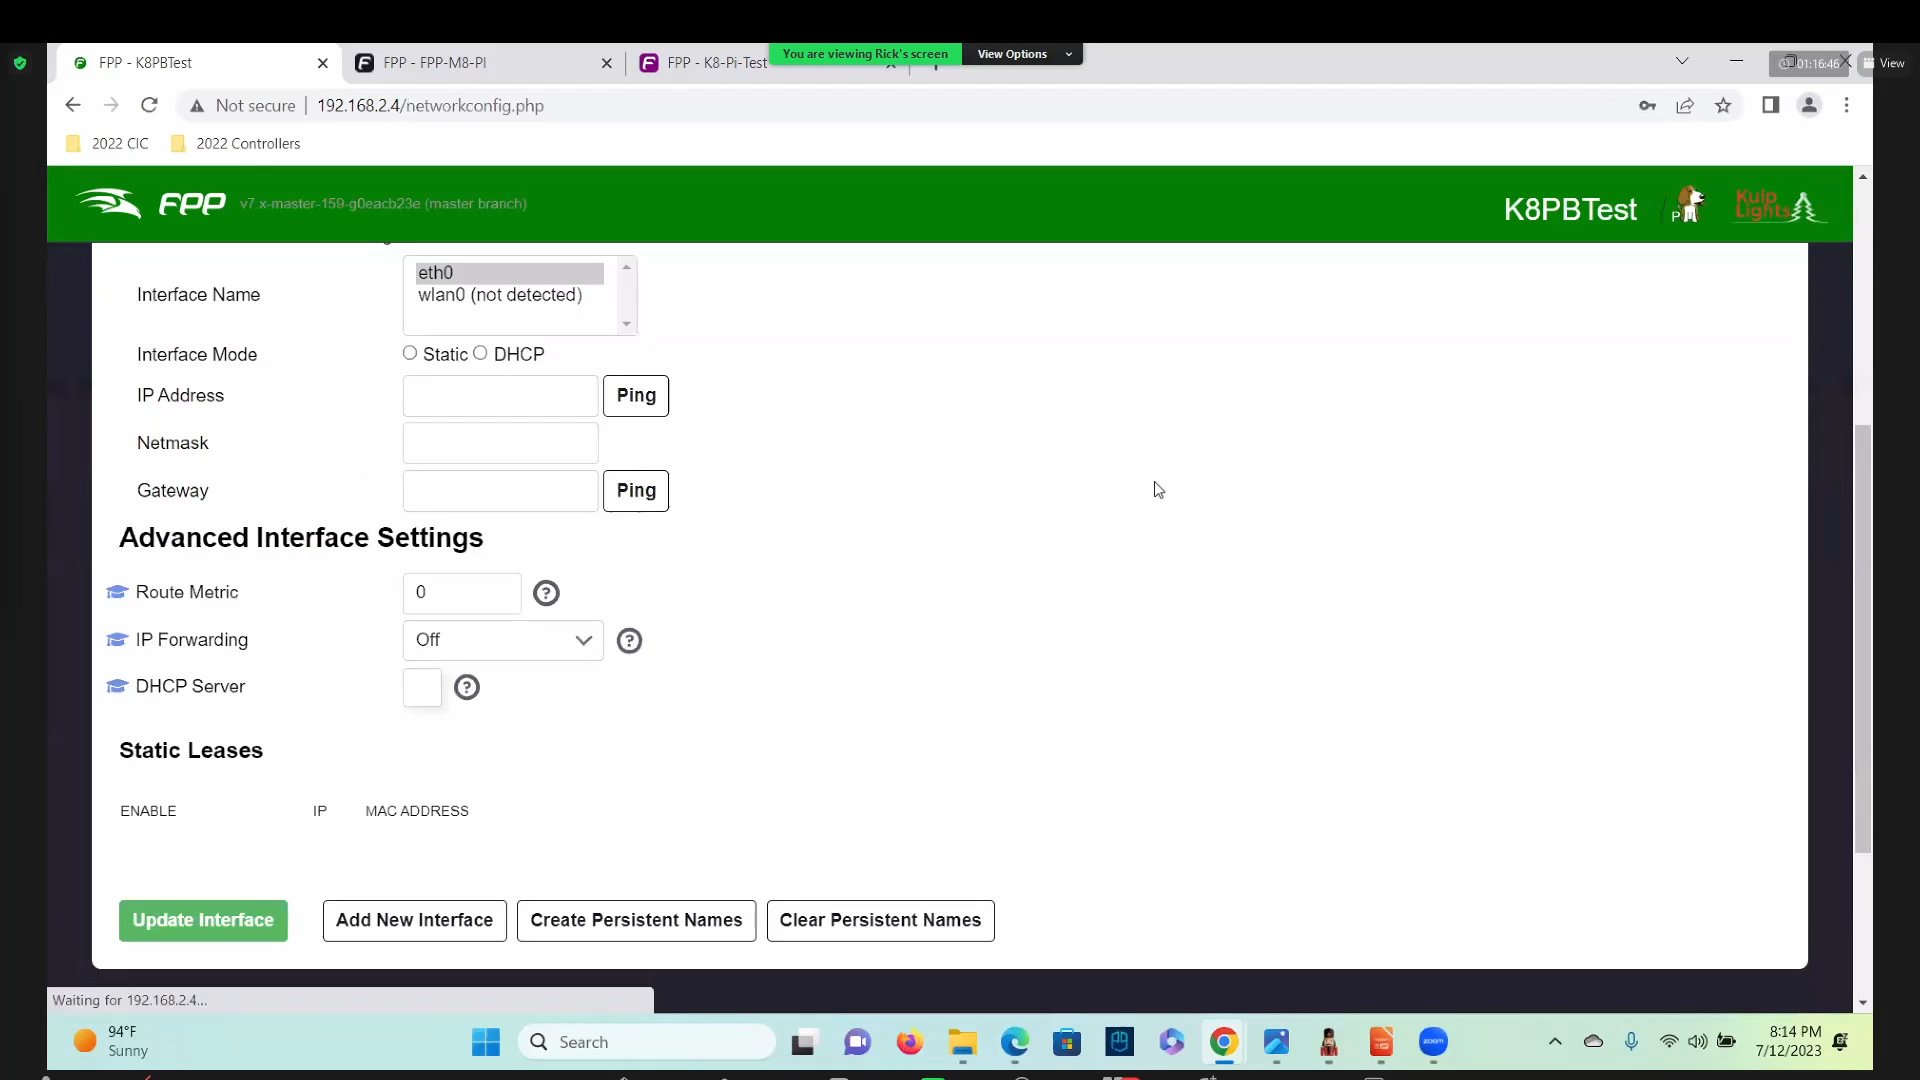 You are viewing Rick's screen
View Options
FPP - K8PBTest
FPP - FPP-M8-PI
FPP - K8-Pi-Test
01:16:46
View
Not secure
192.168.2.4/networkconfig.php
2022 CIC
2022 Controllers
FPP
v7.x-master-159-g0eacb23e (master branch)
K8PBTest
Kulp
Lights
Interface Name
eth0
wlan0 (not detected)
Interface Mode
Static DHCP
IP Address
Ping
Netmask
Gateway
Ping
Advanced Interface Settings
Route Metric
0
IP Forwarding
Off
DHCP Server
Static Leases
ENABLE IP MAC ADDRESS
Update Interface
Add New Interface
Create Persistent Names
Clear Persistent Names
Waiting for 192.168.2.4...
94°F
Sunny
Search
zoom
8:14 PM
7/12/2023